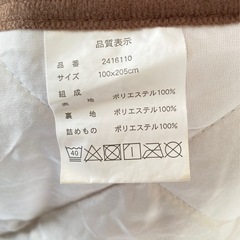 品質表示
品 番 2416110
サイズ 100x205cm
組 成
表 地 ポリエステル100%
裏 地 ポリエステル100%
詰めもの ポリエステル100%
40